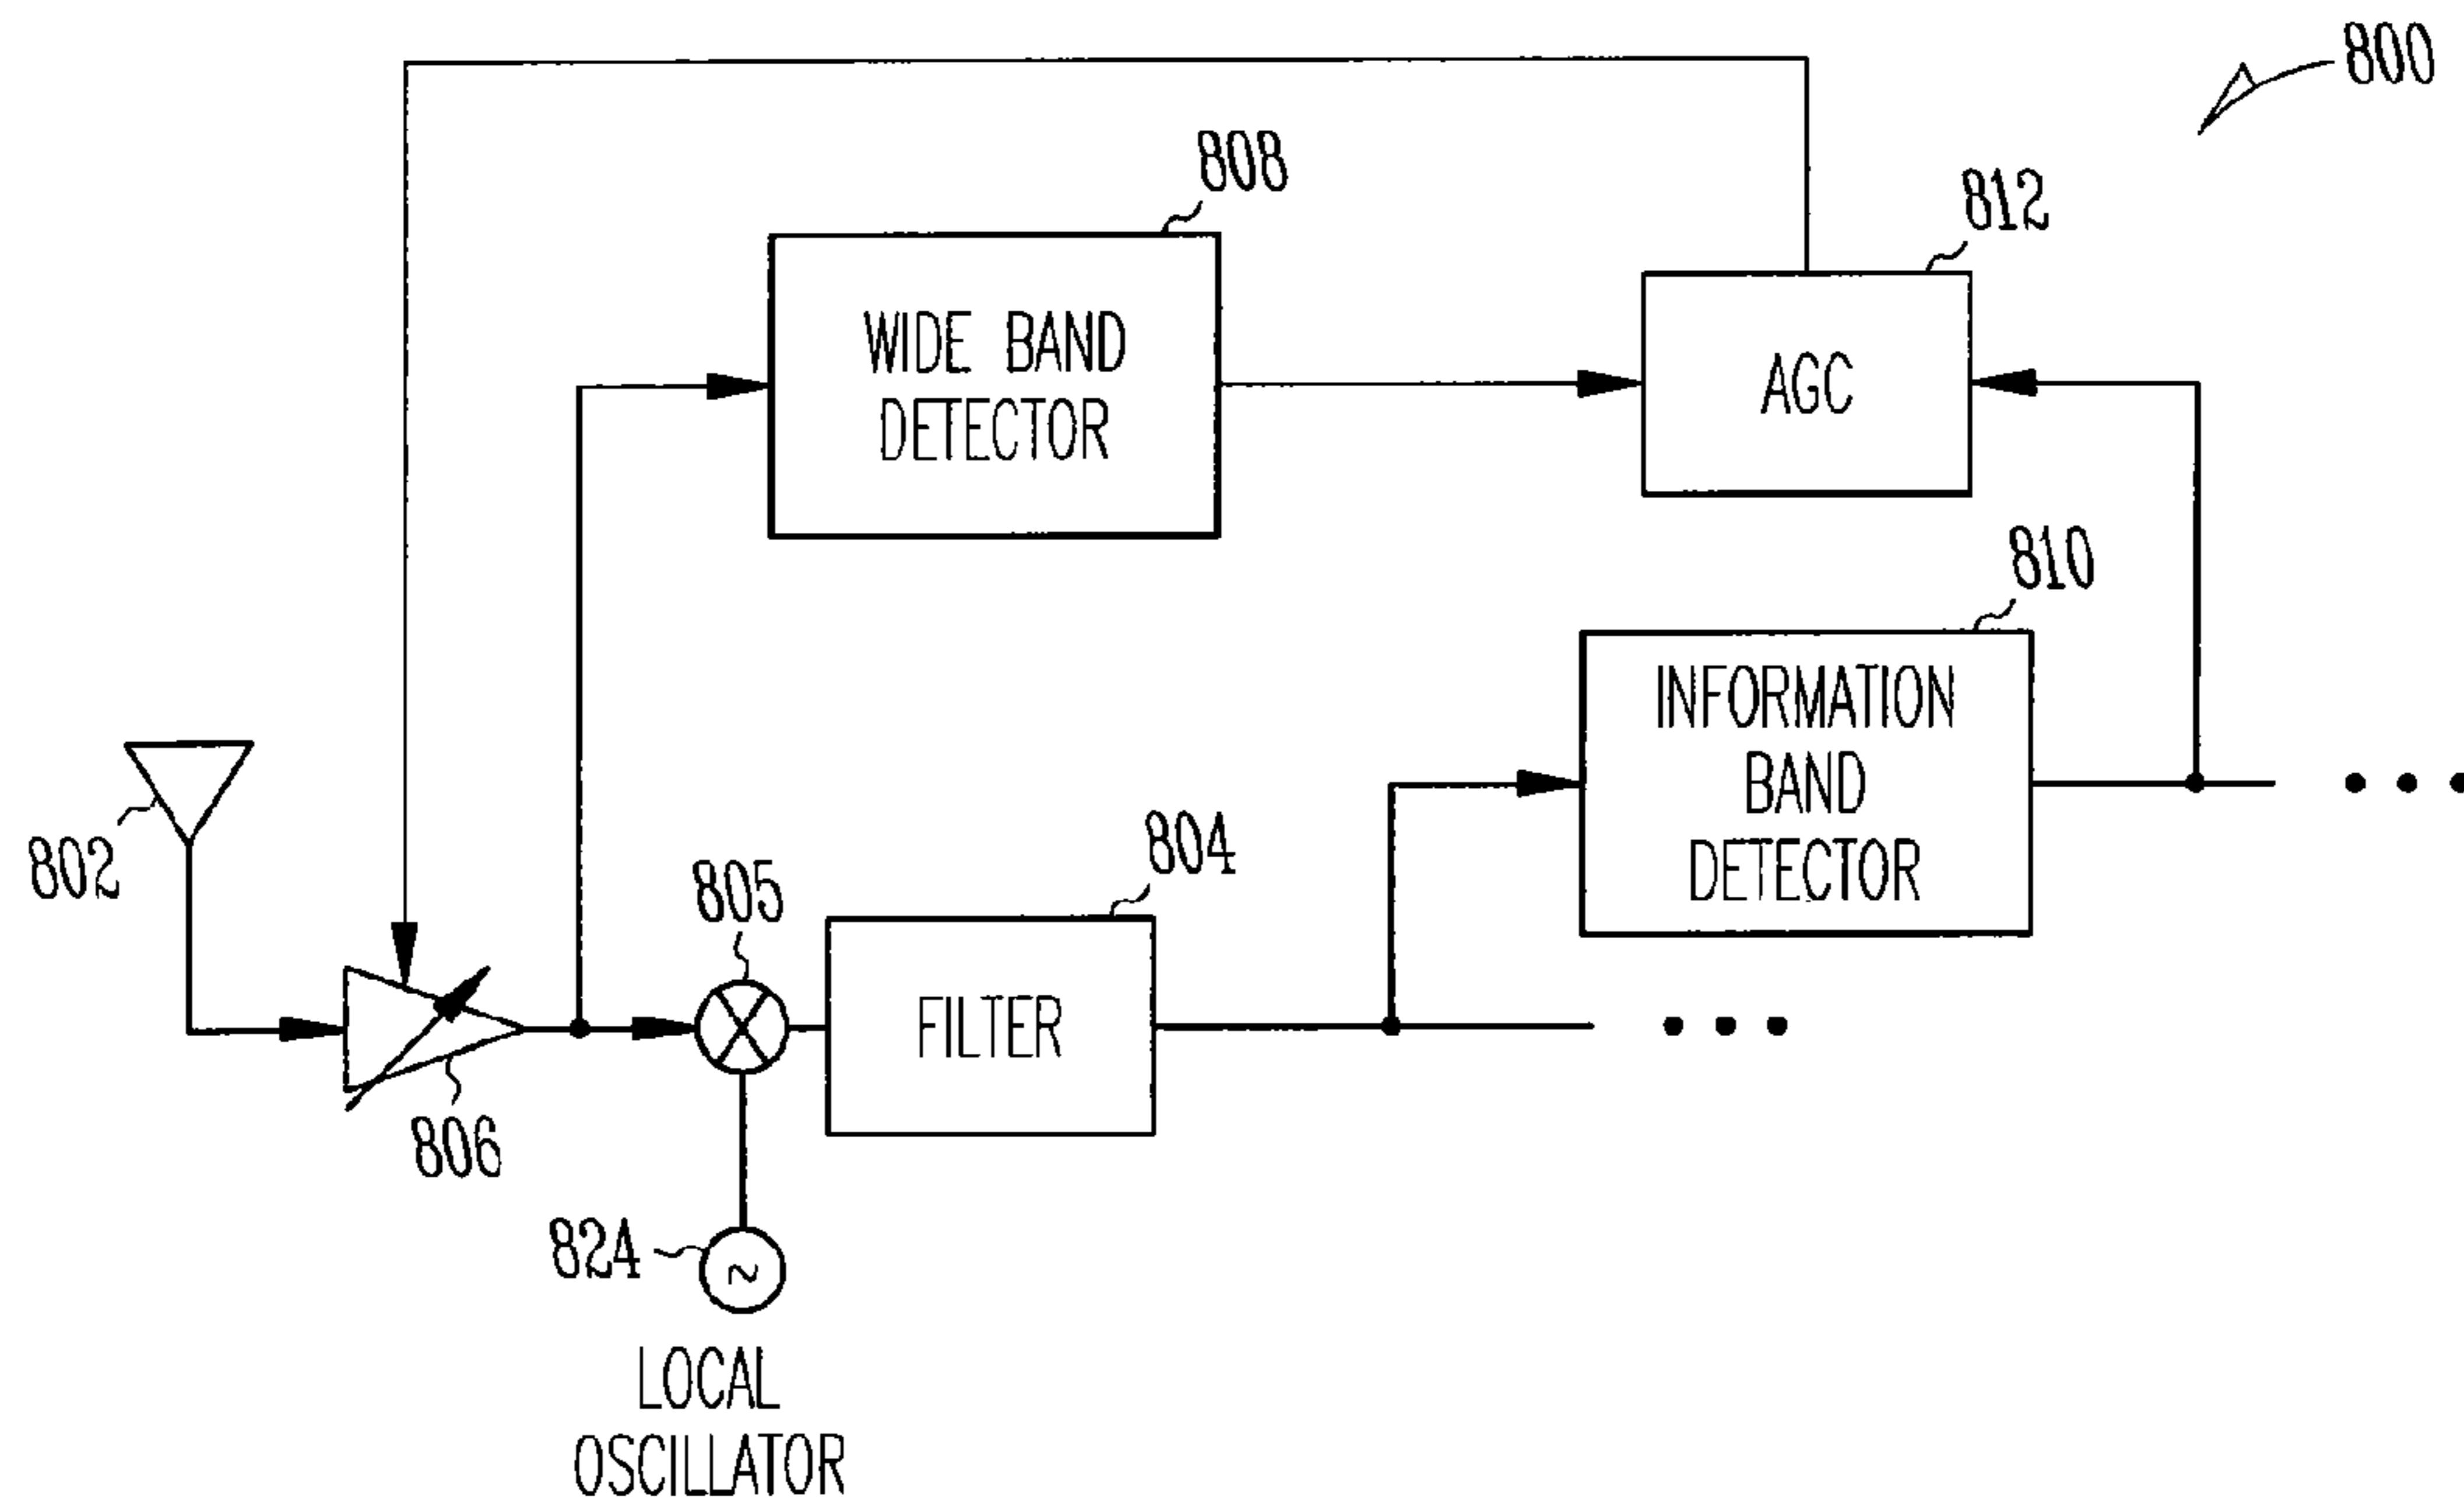 800
808
812
WIDE BAND
DETECTOR
AGC
810
INFORMATION
BAND
DETECTOR
802
804
805
FILTER
806
824
~
LOCAL
OSCILLATOR